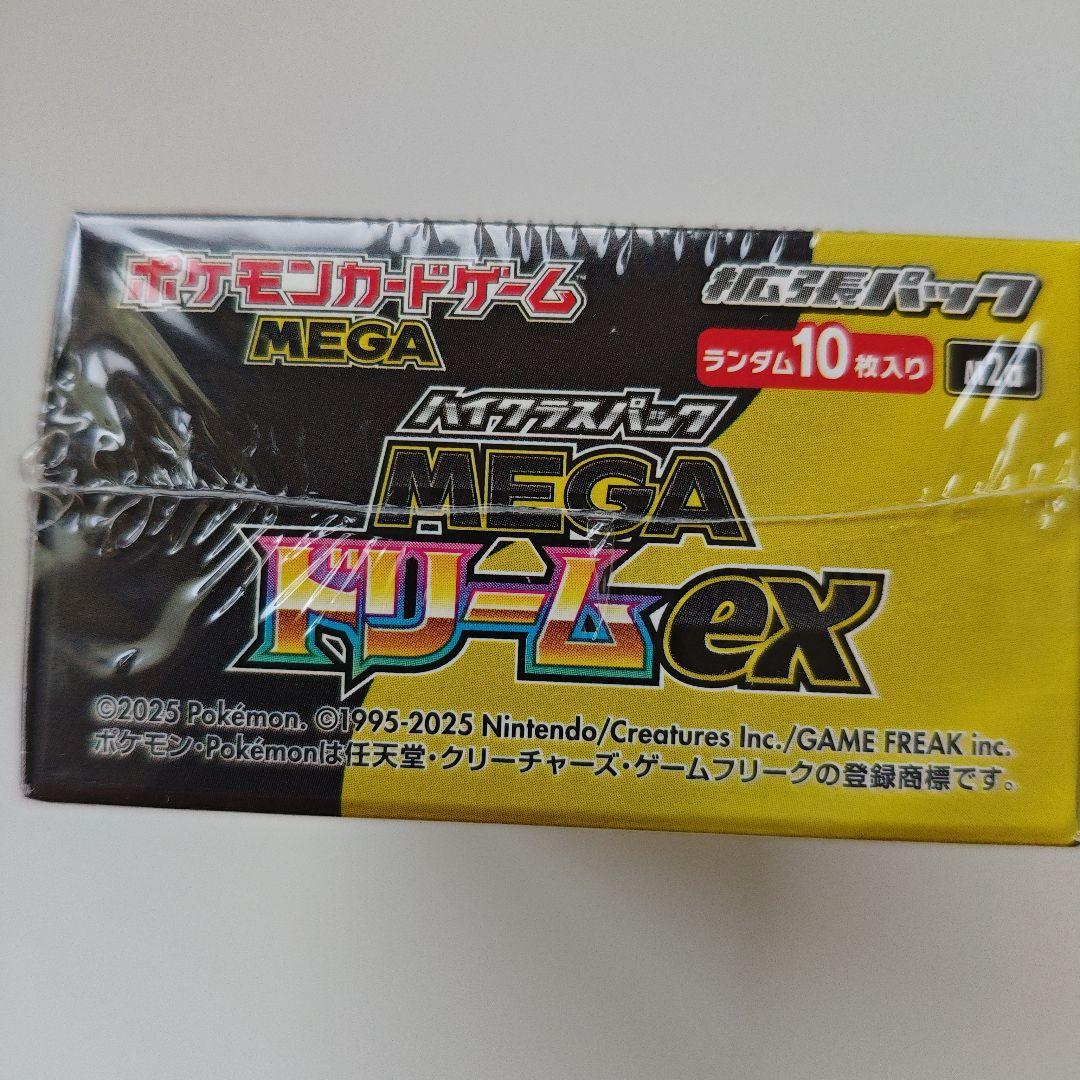 ポケモンカードゲーム
MEGA
拡張パック
ランダム10枚入り
M2a
ハイクラスパック
MEGA
ドリームex
©2025 Pokémon. ©1995-2025 Nintendo/Creatures Inc./GAME FREAK inc.
ポケモン・Pokémonは任天堂・クリーチャーズ・ゲームフリークの登録商標です。